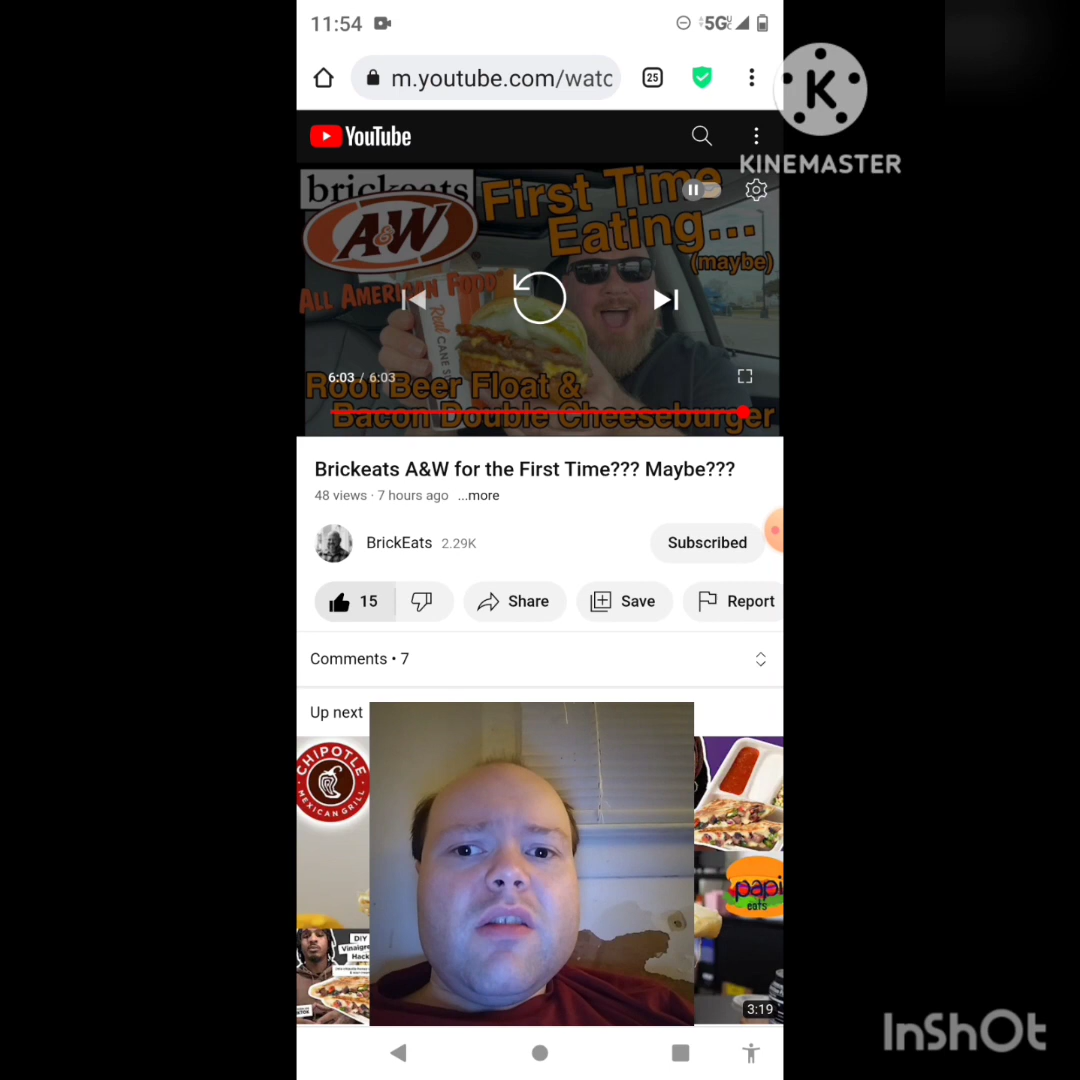 11:54
5G
m.youtube.com/watc
25
K
KINEMASTER
YouTube
brickeats
First Time
Eating...
(maybe)
A&W
ALL AMERICAN FOOD
Real CANE
6:03 / 6:03
Root Beer Float &
Bacon Double Cheeseburger
Brickeats A&W for the First Time??? Maybe???
48 views · 7 hours ago ...more
BrickEats 2.29K
Subscribed
15
Share
Save
Report
Comments • 7
Up next
CHIPOTLE
MEXICAN GRILL
papi
eats
DIY
Vinaigre
Hack
3:19
InShOt